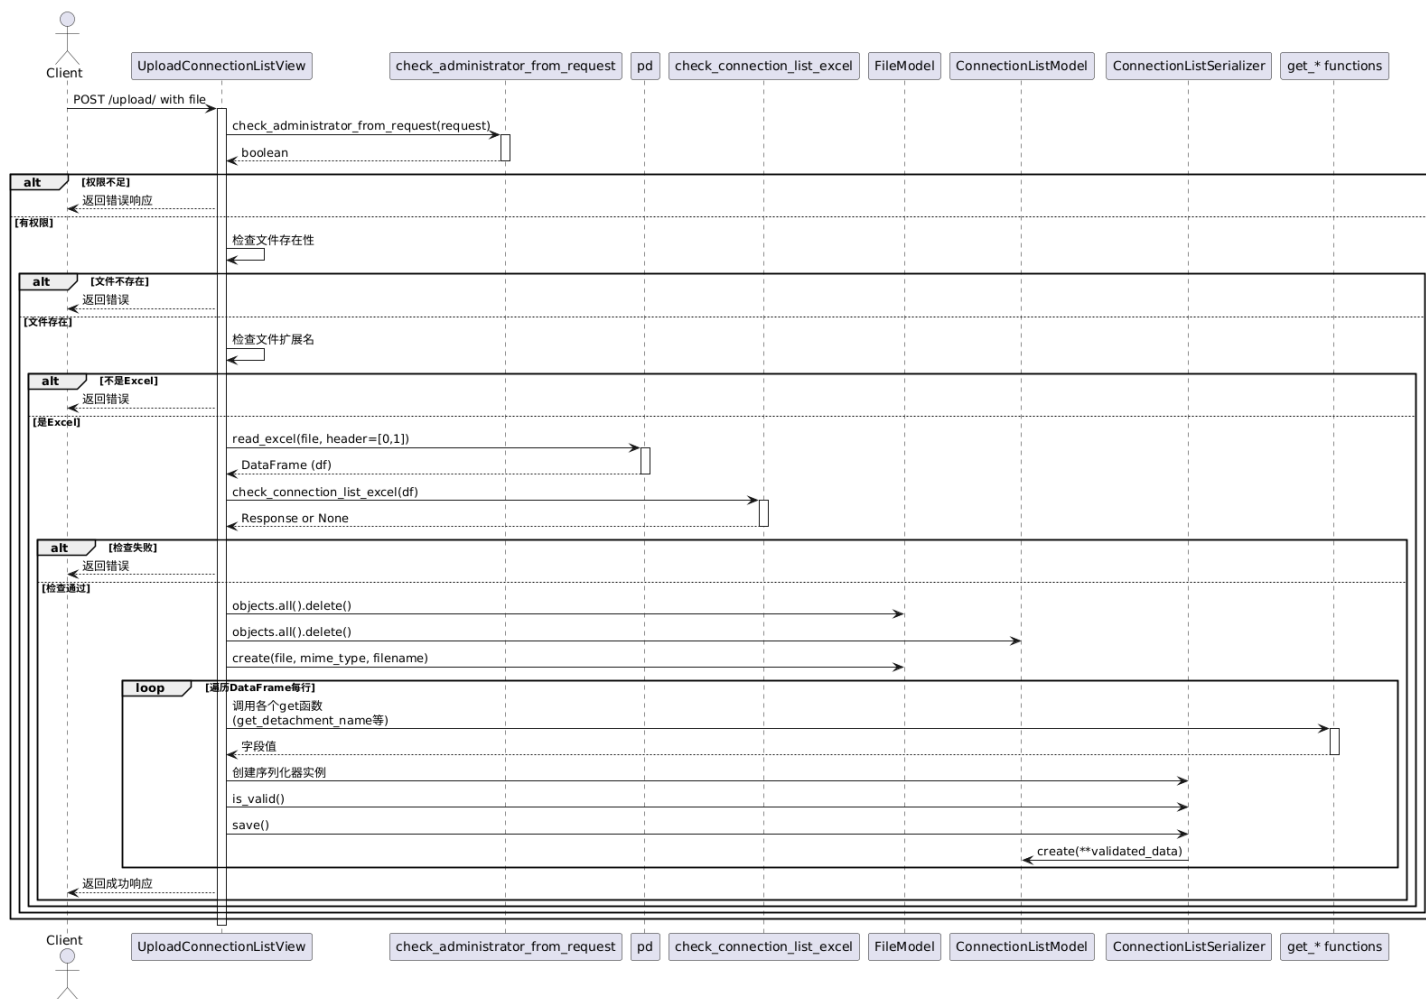 Client
UploadConnectionListView
check_administrator_from_request
pd
check_connection_list_excel
FileModel
ConnectionListModel
ConnectionListSerializer
get_* functions
POST /upload/ with file
check_administrator_from_request(request)
boolean
alt
[权限不足]
返回错误响应
[有权限]
检查文件存在性
alt
[文件不存在]
返回错误
[文件存在]
检查文件扩展名
alt
[不是Excel]
返回错误
[是Excel]
read_excel(file, header=[0,1])
DataFrame (df)
check_connection_list_excel(df)
Response or None
alt
[检查失败]
返回错误
[检查通过]
objects.all().delete()
objects.all().delete()
create(file, mime_type, filename)
loop
[遍历DataFrame每行]
调用各个get函数
(get_detachment_name等)
字段值
创建序列化器实例
is_valid()
save()
create(**validated_data)
返回成功响应
Client
UploadConnectionListView
check_administrator_from_request
pd
check_connection_list_excel
FileModel
ConnectionListModel
ConnectionListSerializer
get_* functions